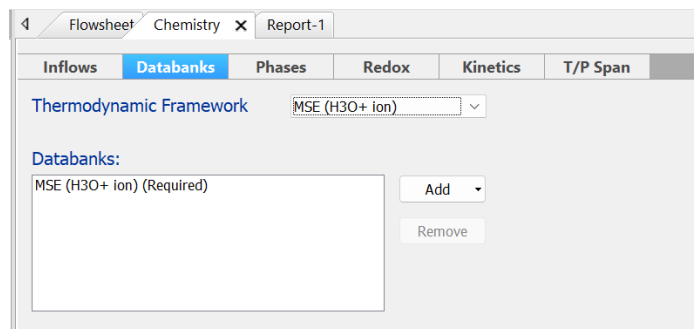 Flowsheet Chemistry X Report-1
Inflows Databanks Phases Redox Kinetics T/P Span
Thermodynamic Framework MSE (H3O+ ion)
Databanks:
MSE (H3O+ ion) (Required)
Add
Remove